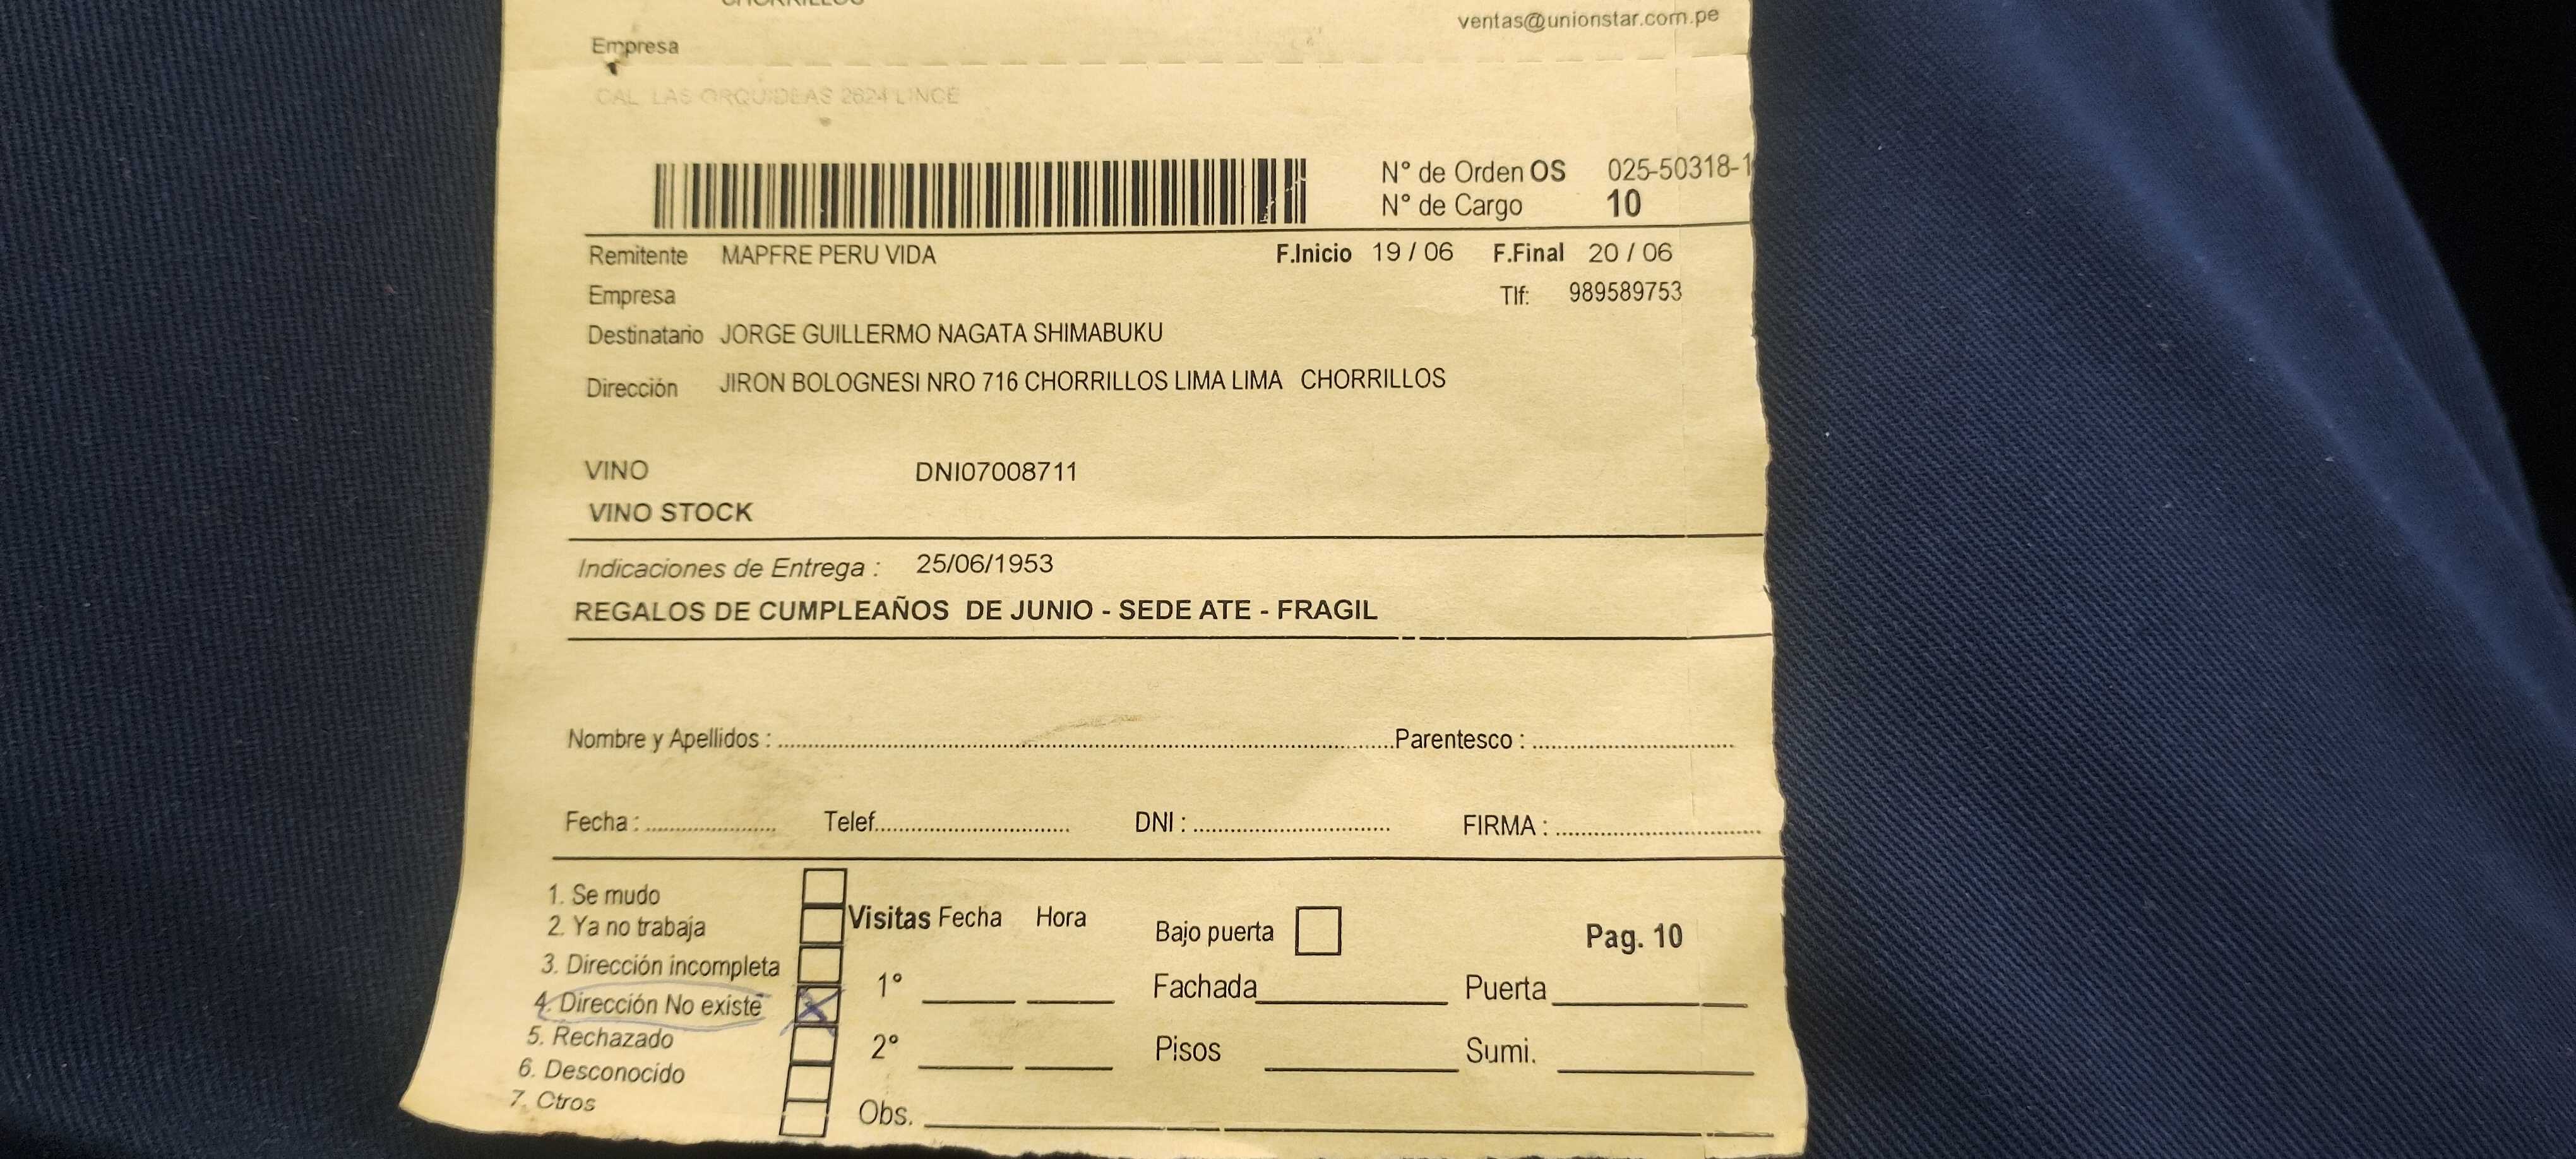 CHORRILLOS
ventas@unionstar.com.pe
Empresa
CAL LAS ORQUIDEAS 2624 LINCE
N° de Orden OS 025-50318-1
N° de Cargo 10
Remitente MAPFRE PERU VIDA F.Inicio 19 / 06 F.Final 20 / 06
Empresa Tlf: 989589753
Destinatario JORGE GUILLERMO NAGATA SHIMABUKU
Dirección JIRON BOLOGNESI NRO 716 CHORRILLOS LIMA LIMA CHORRILLOS
VINO DNI07008711
VINO STOCK
Indicaciones de Entrega : 25/06/1953
REGALOS DE CUMPLEAÑOS DE JUNIO - SEDE ATE - FRAGIL
Nombre y Apellidos : Parentesco :
Fecha : Telef. DNI : FIRMA :
1. Se mudo
2. Ya no trabaja Visitas Fecha Hora Bajo puerta Pag. 10
3. Dirección incompleta
1° Fachada Puerta
4. Dirección No existe X
5. Rechazado 2° Pisos Sumi.
6. Desconocido
7. Otros Obs.